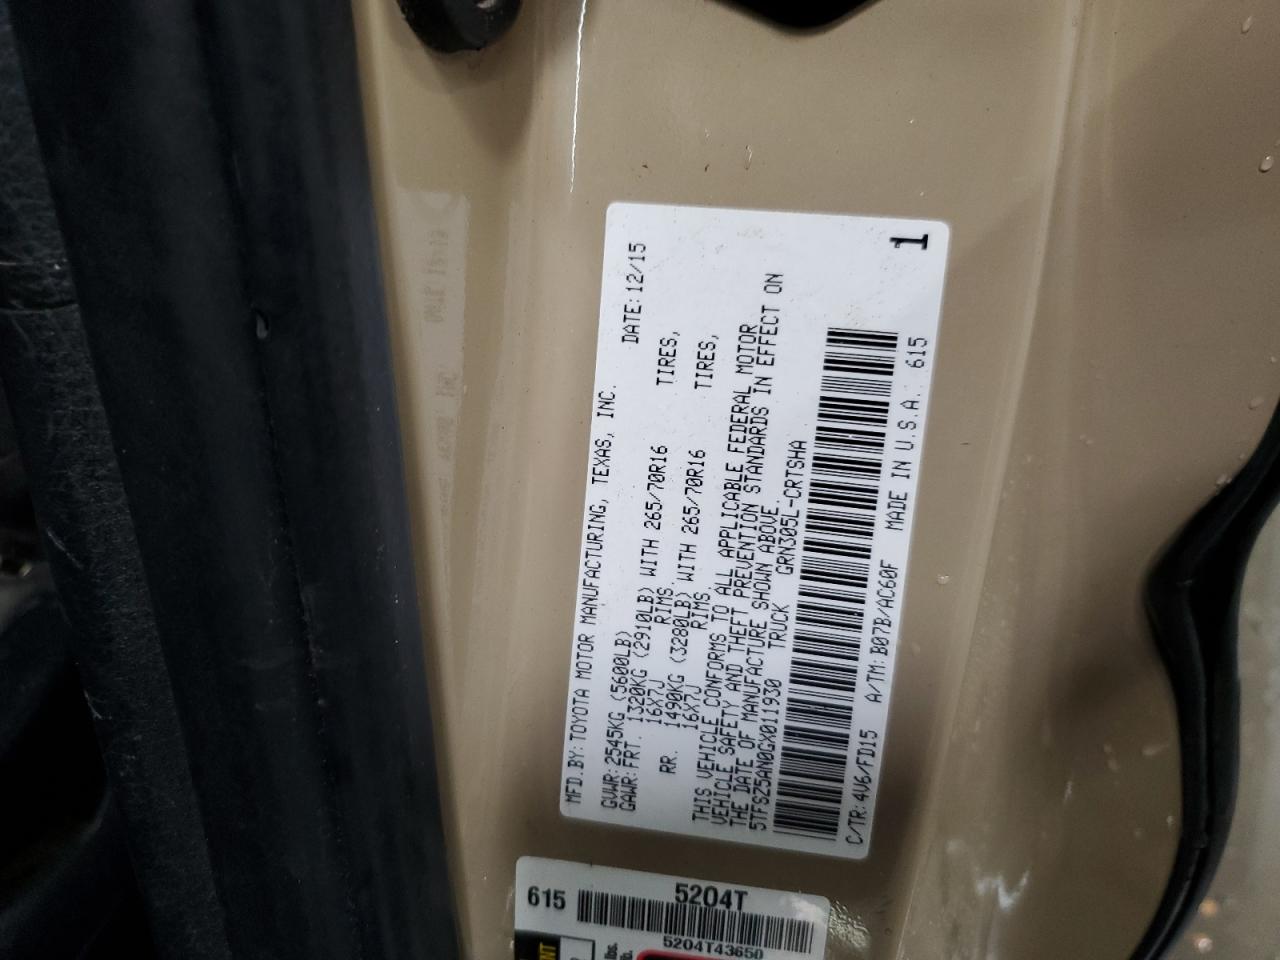 MFD.BY:TOYOTA MOTOR MANUFACTURING, TEXAS, INC. DATE:12/15
GVWR:2545KG (5600LB)
GAWR:FRT. 1320KG (2910LB) WITH 265/70R16 TIRES,
16X7J RIMS.
RR. 1490KG (3280LB) WITH 265/70R16 TIRES,
16X7J RIMS.
THIS VEHICLE CONFORMS TO ALL APPLICABLE FEDERAL MOTOR
VEHICLE SAFETY AND THEFT PREVENTION STANDARDS IN EFFECT ON
THE DATE OF MANUFACTURE SHOWN ABOVE.
5TFSZ5AN0GX011930 TRUCK GRN305L-CRTSHA
C/TR:4V6/FD15 A/TM:B07B/AC60F MADE IN U.S.A. 615
1
615 5204T
5204T43650